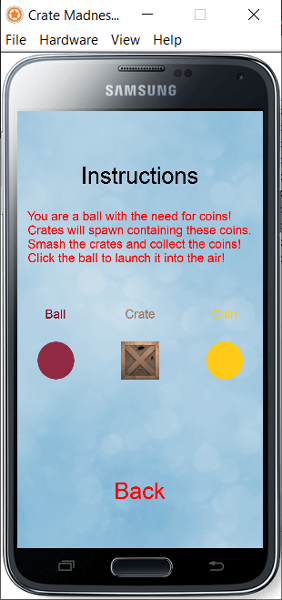 Crate Madnes...
File Hardware View Help
SAMSUNG
Instructions
You are a ball with the need for coins!
Crates will spawn containing these coins.
Smash the crates and collect the coins!
Click the ball to launch it into the air!
Ball Crate Coin
Back